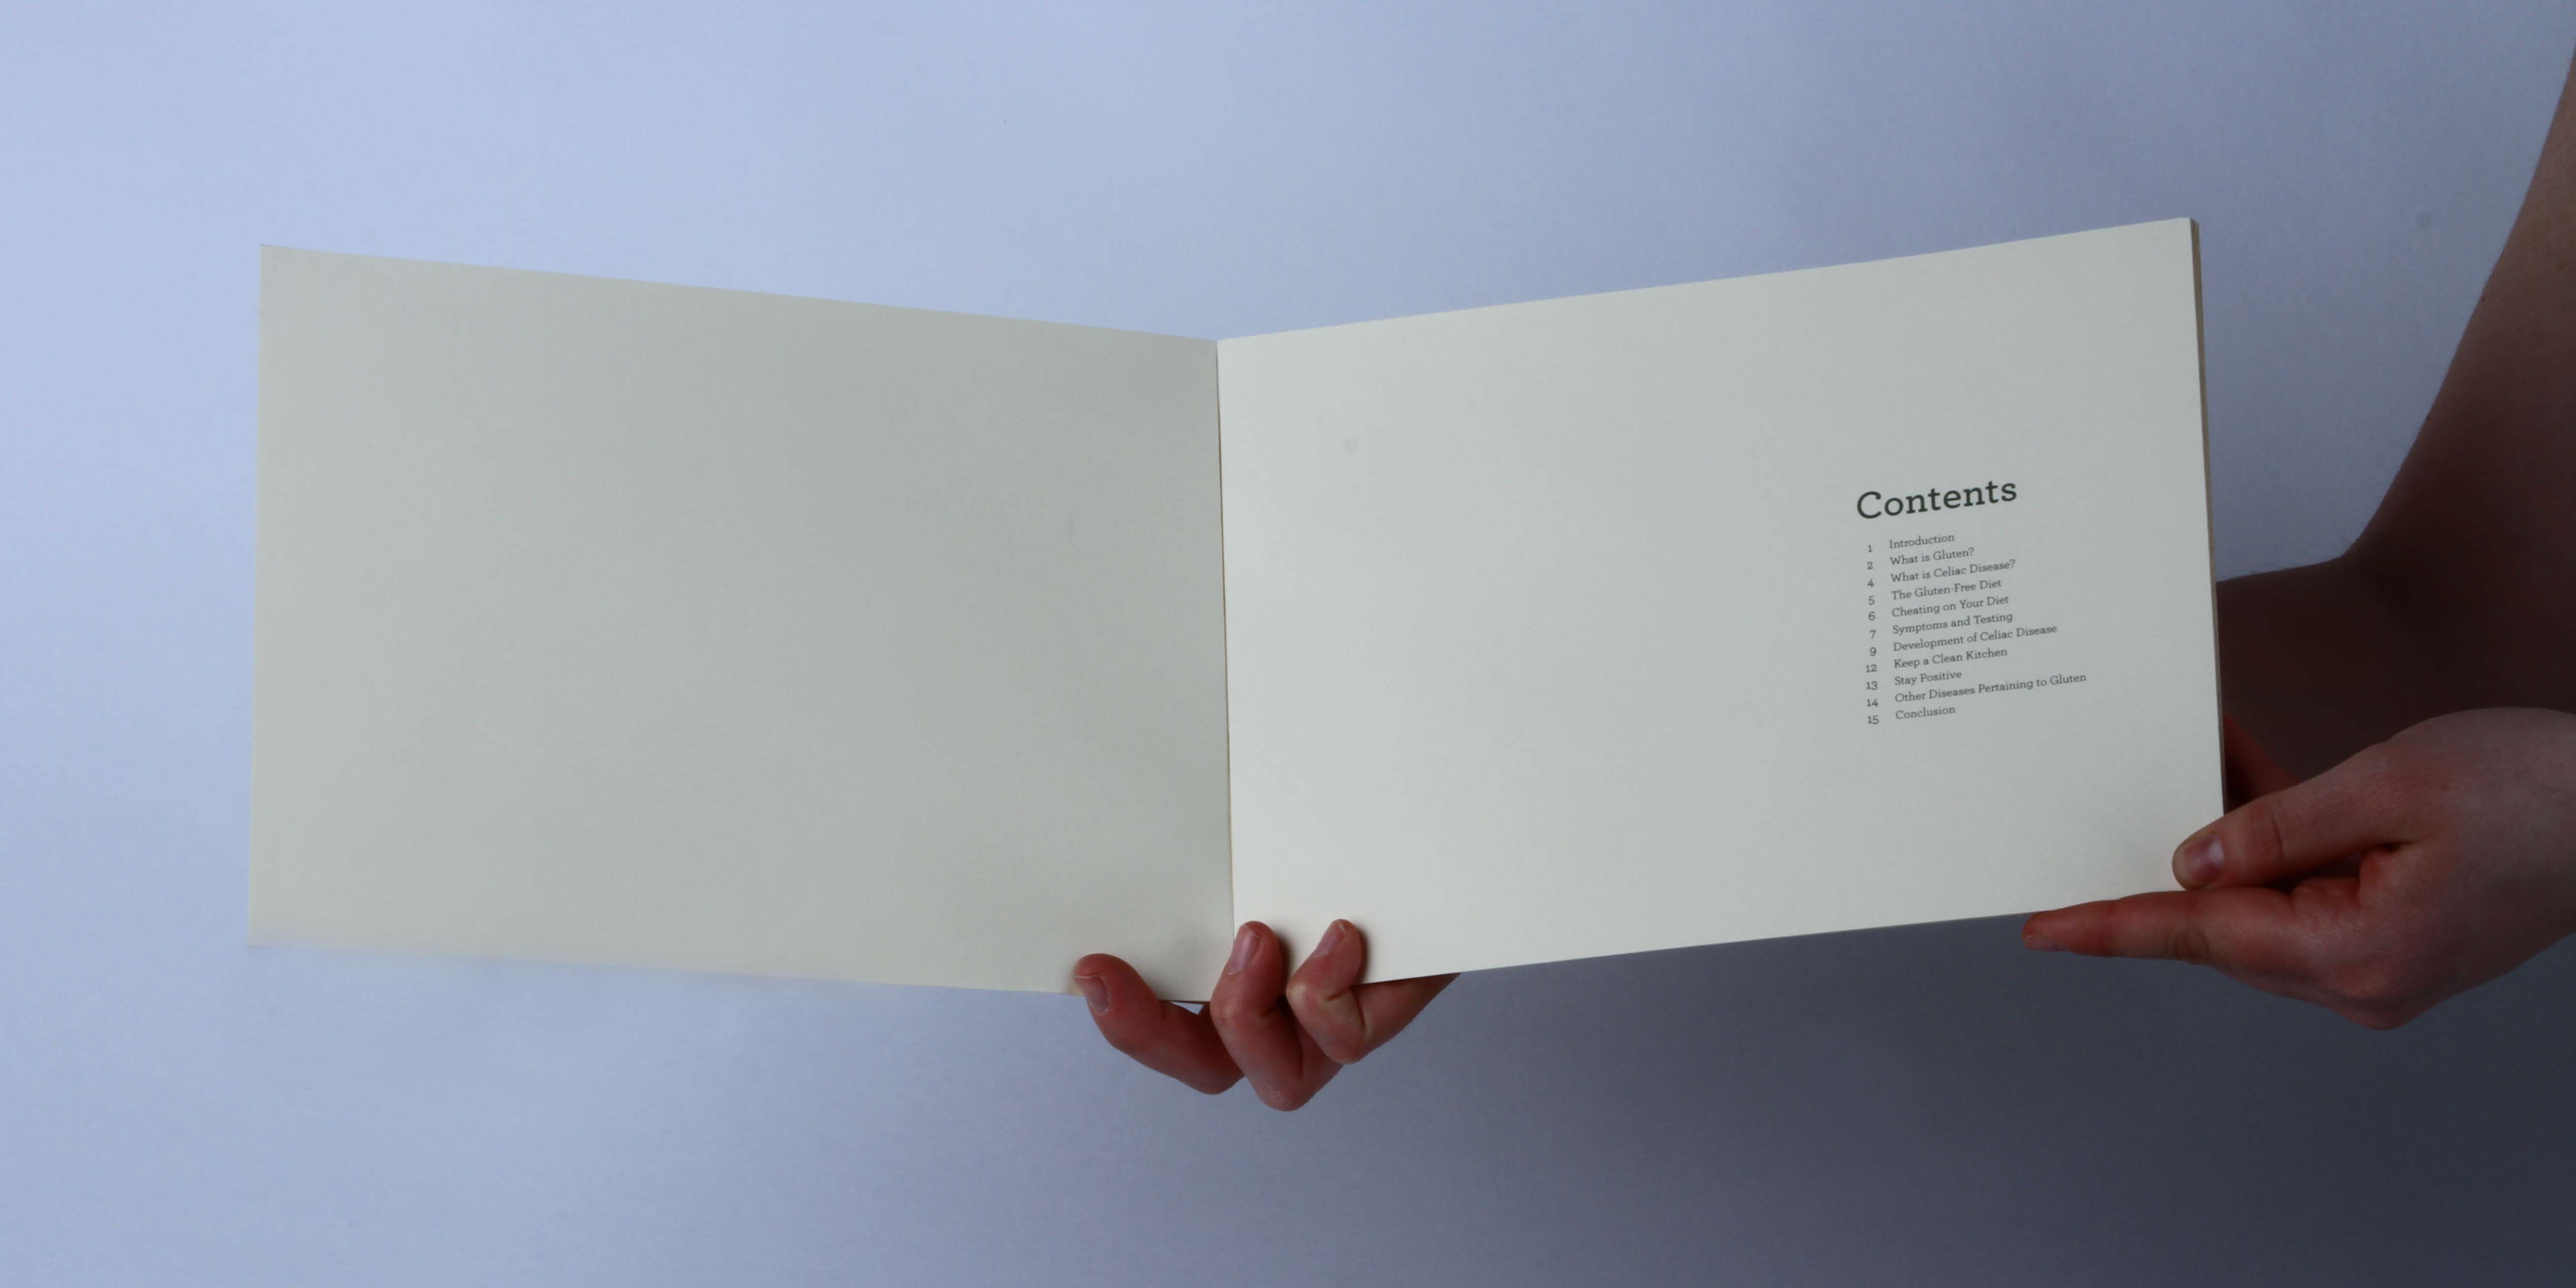 Contents
1 Introduction
2 What is Gluten?
4 What is Celiac Disease?
5 The Gluten-Free Diet
6 Cheating on Your Diet
7 Symptoms and Testing
9 Development of Celiac Disease
12 Keep a Clean Kitchen
13 Stay Positive
14 Other Diseases Pertaining to Gluten
15 Conclusion